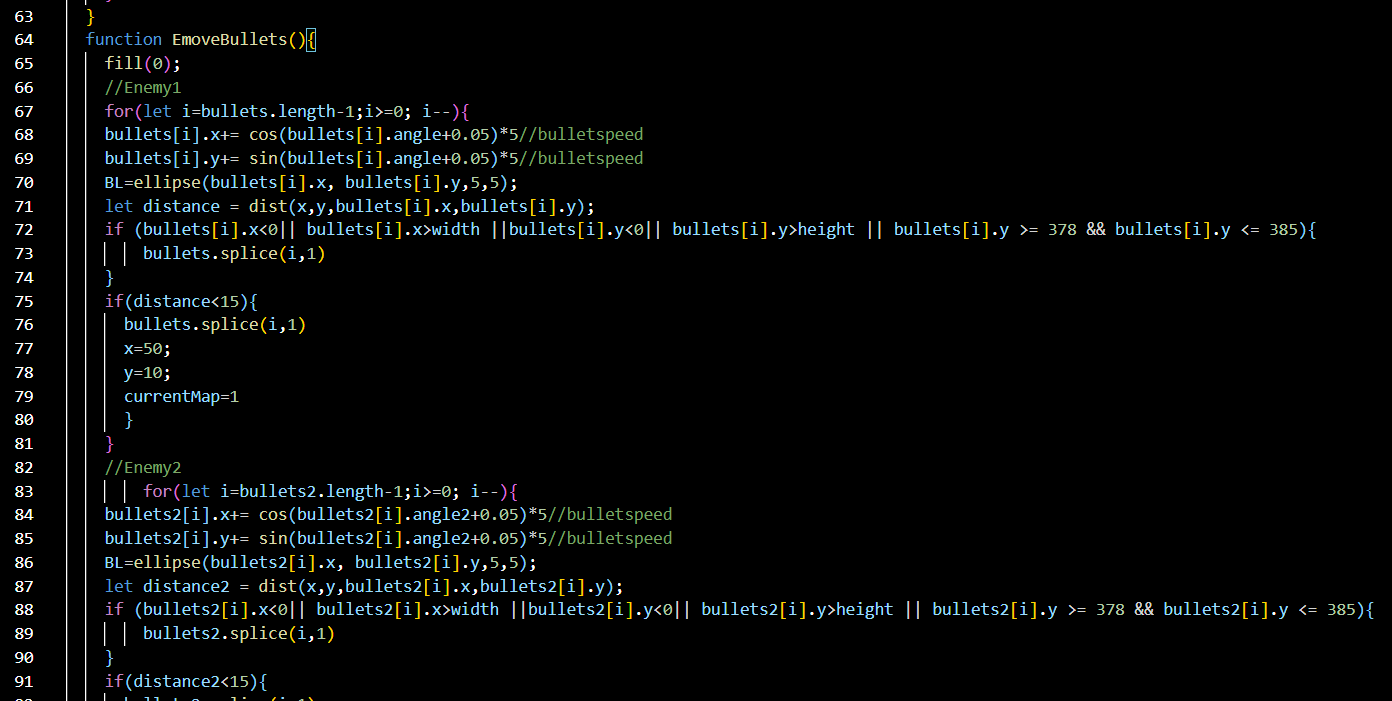 63 }
64 function EmoveBullets(){
65 fill(0);
66 //Enemy1
67 for(let i=bullets.length-1;i>=0; i--){
68 bullets[i].x+= cos(bullets[i].angle+0.05)*5//bulletspeed
69 bullets[i].y+= sin(bullets[i].angle+0.05)*5//bulletspeed
70 BL=ellipse(bullets[i].x, bullets[i].y,5,5);
71 let distance = dist(x,y,bullets[i].x,bullets[i].y);
72 if (bullets[i].x<0|| bullets[i].x>width ||bullets[i].y<0|| bullets[i].y>height || bullets[i].y >= 378 && bullets[i].y <= 385){
73 bullets.splice(i,1)
74 }
75 if(distance<15){
76 bullets.splice(i,1)
77 x=50;
78 y=10;
79 currentMap=1
80 }
81 }
82 //Enemy2
83 for(let i=bullets2.length-1;i>=0; i--){
84 bullets2[i].x+= cos(bullets2[i].angle2+0.05)*5//bulletspeed
85 bullets2[i].y+= sin(bullets2[i].angle2+0.05)*5//bulletspeed
86 BL=ellipse(bullets2[i].x, bullets2[i].y,5,5);
87 let distance2 = dist(x,y,bullets2[i].x,bullets2[i].y);
88 if (bullets2[i].x<0|| bullets2[i].x>width ||bullets2[i].y<0|| bullets2[i].y>height || bullets2[i].y >= 378 && bullets2[i].y <= 385){
89 bullets2.splice(i,1)
90 }
91 if(distance2<15){